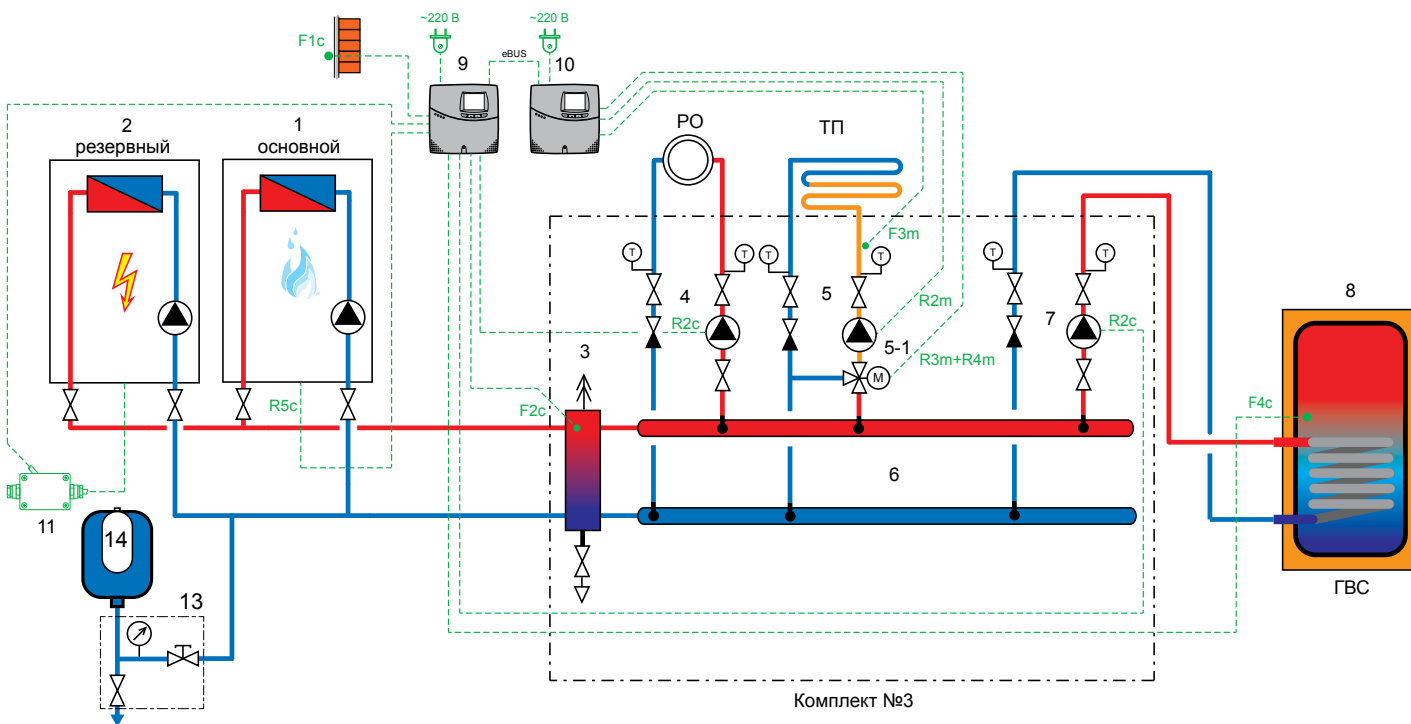 ~220 В
~220 В
F1c
9
eBUS
10
2
резервный
1
основной
РО
ТП
F3m
T
T
T
T
T
T
4
5
R2c
R2m
7
R2c
8
3
5-1
R3m+R4m
M
R5c
F2c
F4c
6
11
14
13
ГВС
Комплект №3